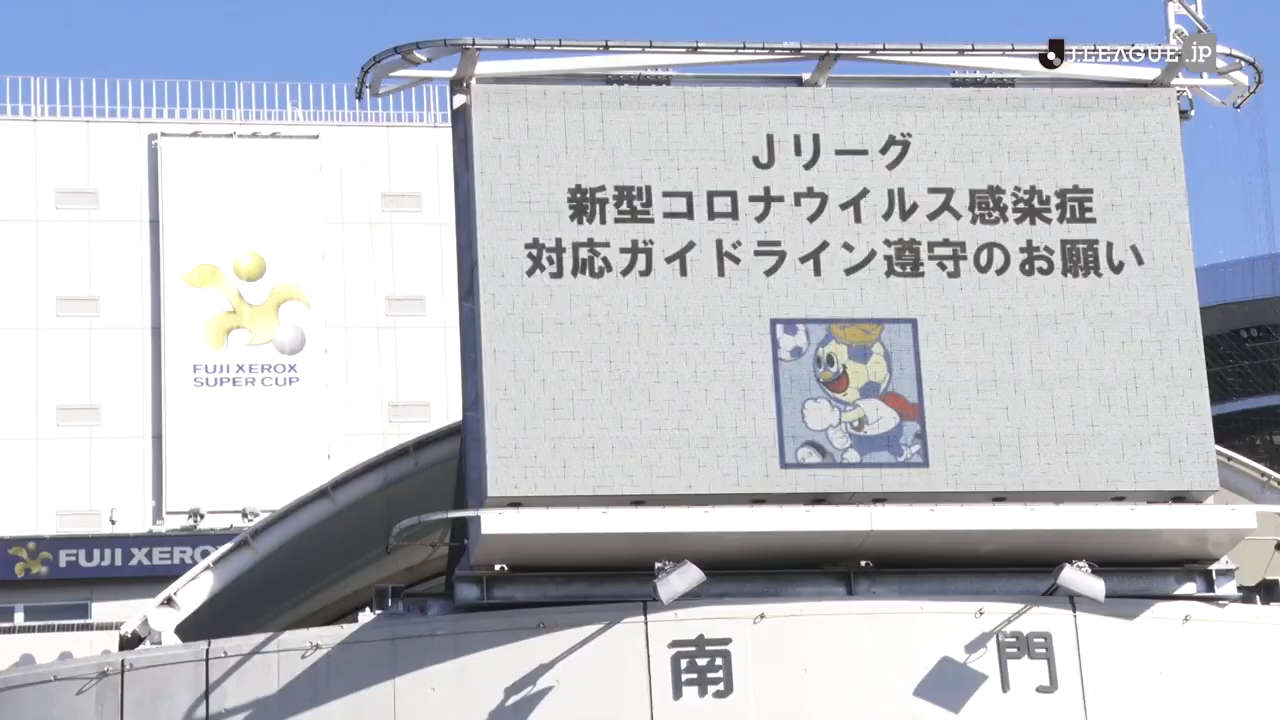 J.LEAGUE.jp
Jリーグ
新型コロナウイルス感染症
対応ガイドライン遵守のお願い
FUJI XEROX
SUPER CUP
FUJI XEROX
南門